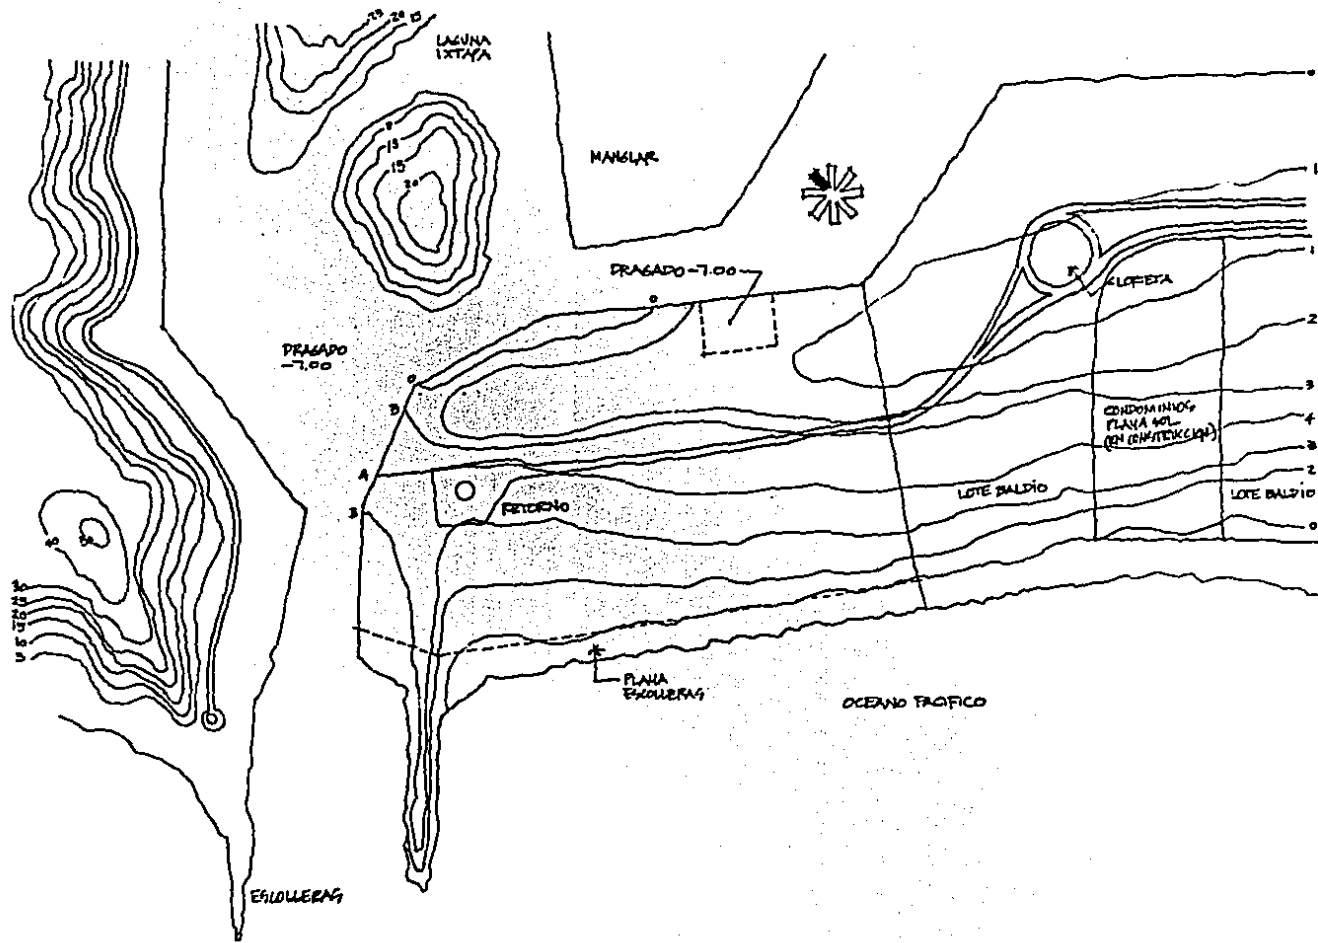 25 20 15
LAGUNA
IXTAPA
MANGLAR
15
20
DRAGADO -7.00
GLORIETA
DRAGADO
-7.00
0
0
1
1
2
3
4
3
2
0
CONDOMINIOS
PLAYA SOL
(EN CONSTRUCCION)
LOTE BALDIO
LOTE BALDIO
A
RETORNO
40
50
30
25
20
15
10
5
PLAYA
ESCOLLERAS
OCEANO PACIFICO
ESCOLLERAS